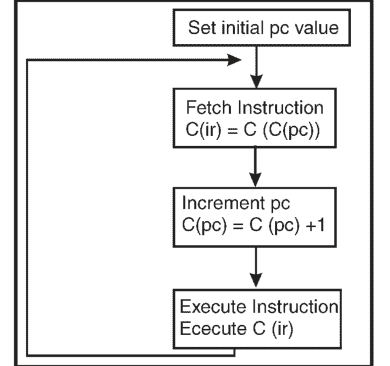 Set initial pc value
Fetch Instruction
C(ir) = C (C(pc))
Increment pc
C(pc) = C (pc) +1
Execute Instruction
Ececute C (ir)